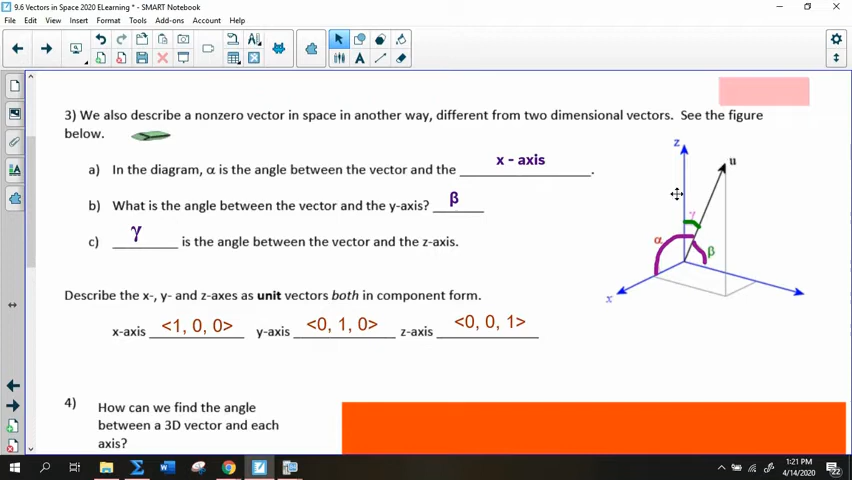 9.6 Vectors in Space 2020 ELearning * - SMART Notebook
File Edit View Insert Format Tools Add-ons Account Help
3) We also describe a nonzero vector in space in another way, different from two dimensional vectors. See the figure
below.
a) In the diagram, α is the angle between the vector and the x - axis.
b) What is the angle between the vector and the y-axis? β
c) γ is the angle between the vector and the z-axis.
z
u
γ
α
β
x
Describe the x-, y- and z-axes as unit vectors both in component form.
x-axis <1, 0, 0> y-axis <0, 1, 0> z-axis <0, 0, 1>
4) How can we find the angle
between a 3D vector and each
axis?
1:21 PM
4/14/2020
22